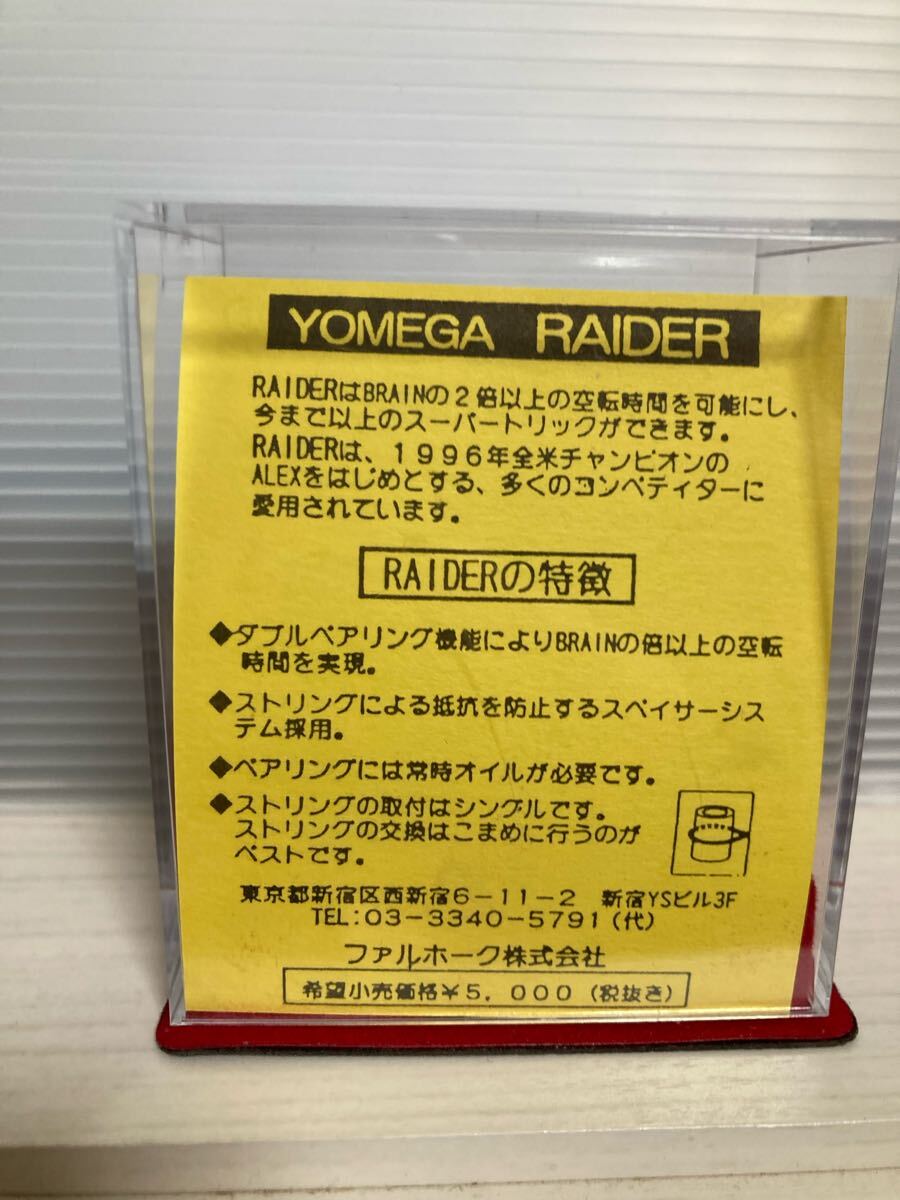 YOMEGA RAIDER
RAIDERはBRAINの2倍以上の空転時間を可能にし、
今まで以上のスーパートリックができます。
RAIDERは、1996年全米チャンピオンの
ALEXをはじめとする、多くのコンペティターに
愛用されています。
RAIDERの特徴
◆ダブルベアリング機能によりBRAINの倍以上の空転
時間を実現。
◆ストリングによる抵抗を防止するスペイサーシス
テム採用。
◆ベアリングには常時オイルが必要です。
◆ストリングの取付はシングルです。
ストリングの交換はこまめに行うのが
ベストです。
東京都新宿区西新宿6-11-2 新宿YSビル3F
TEL:03-3340-5791(代)
ファルホーク株式会社
希望小売価格¥5,000(税抜き)